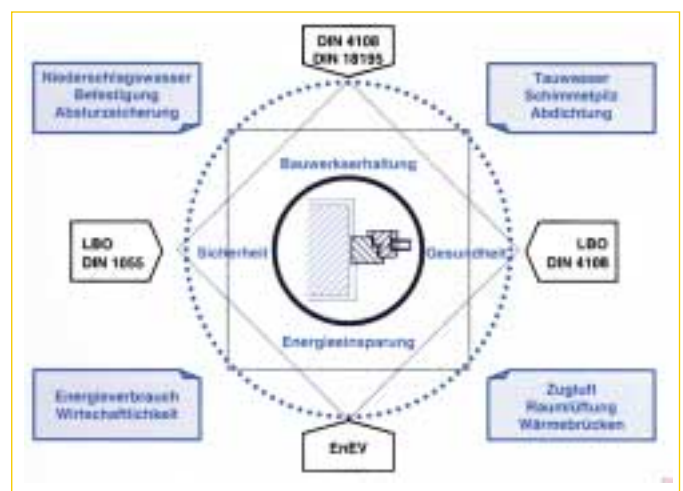 DIN 4108
DIN 18195
Niederschlagswasser
Befestigung
Absturzsicherung
Tauwasser
Schimmelpilz
Abdichtung
Bauwerkserhaltung
LBO
DIN 1055
Sicherheit
Gesundheit
LBO
DIN 4108
Energieeinsparung
Energieverbrauch
Wirtschaftlichkeit
Zugluft
Raumlüftung
Wärmebrücken
EnEV